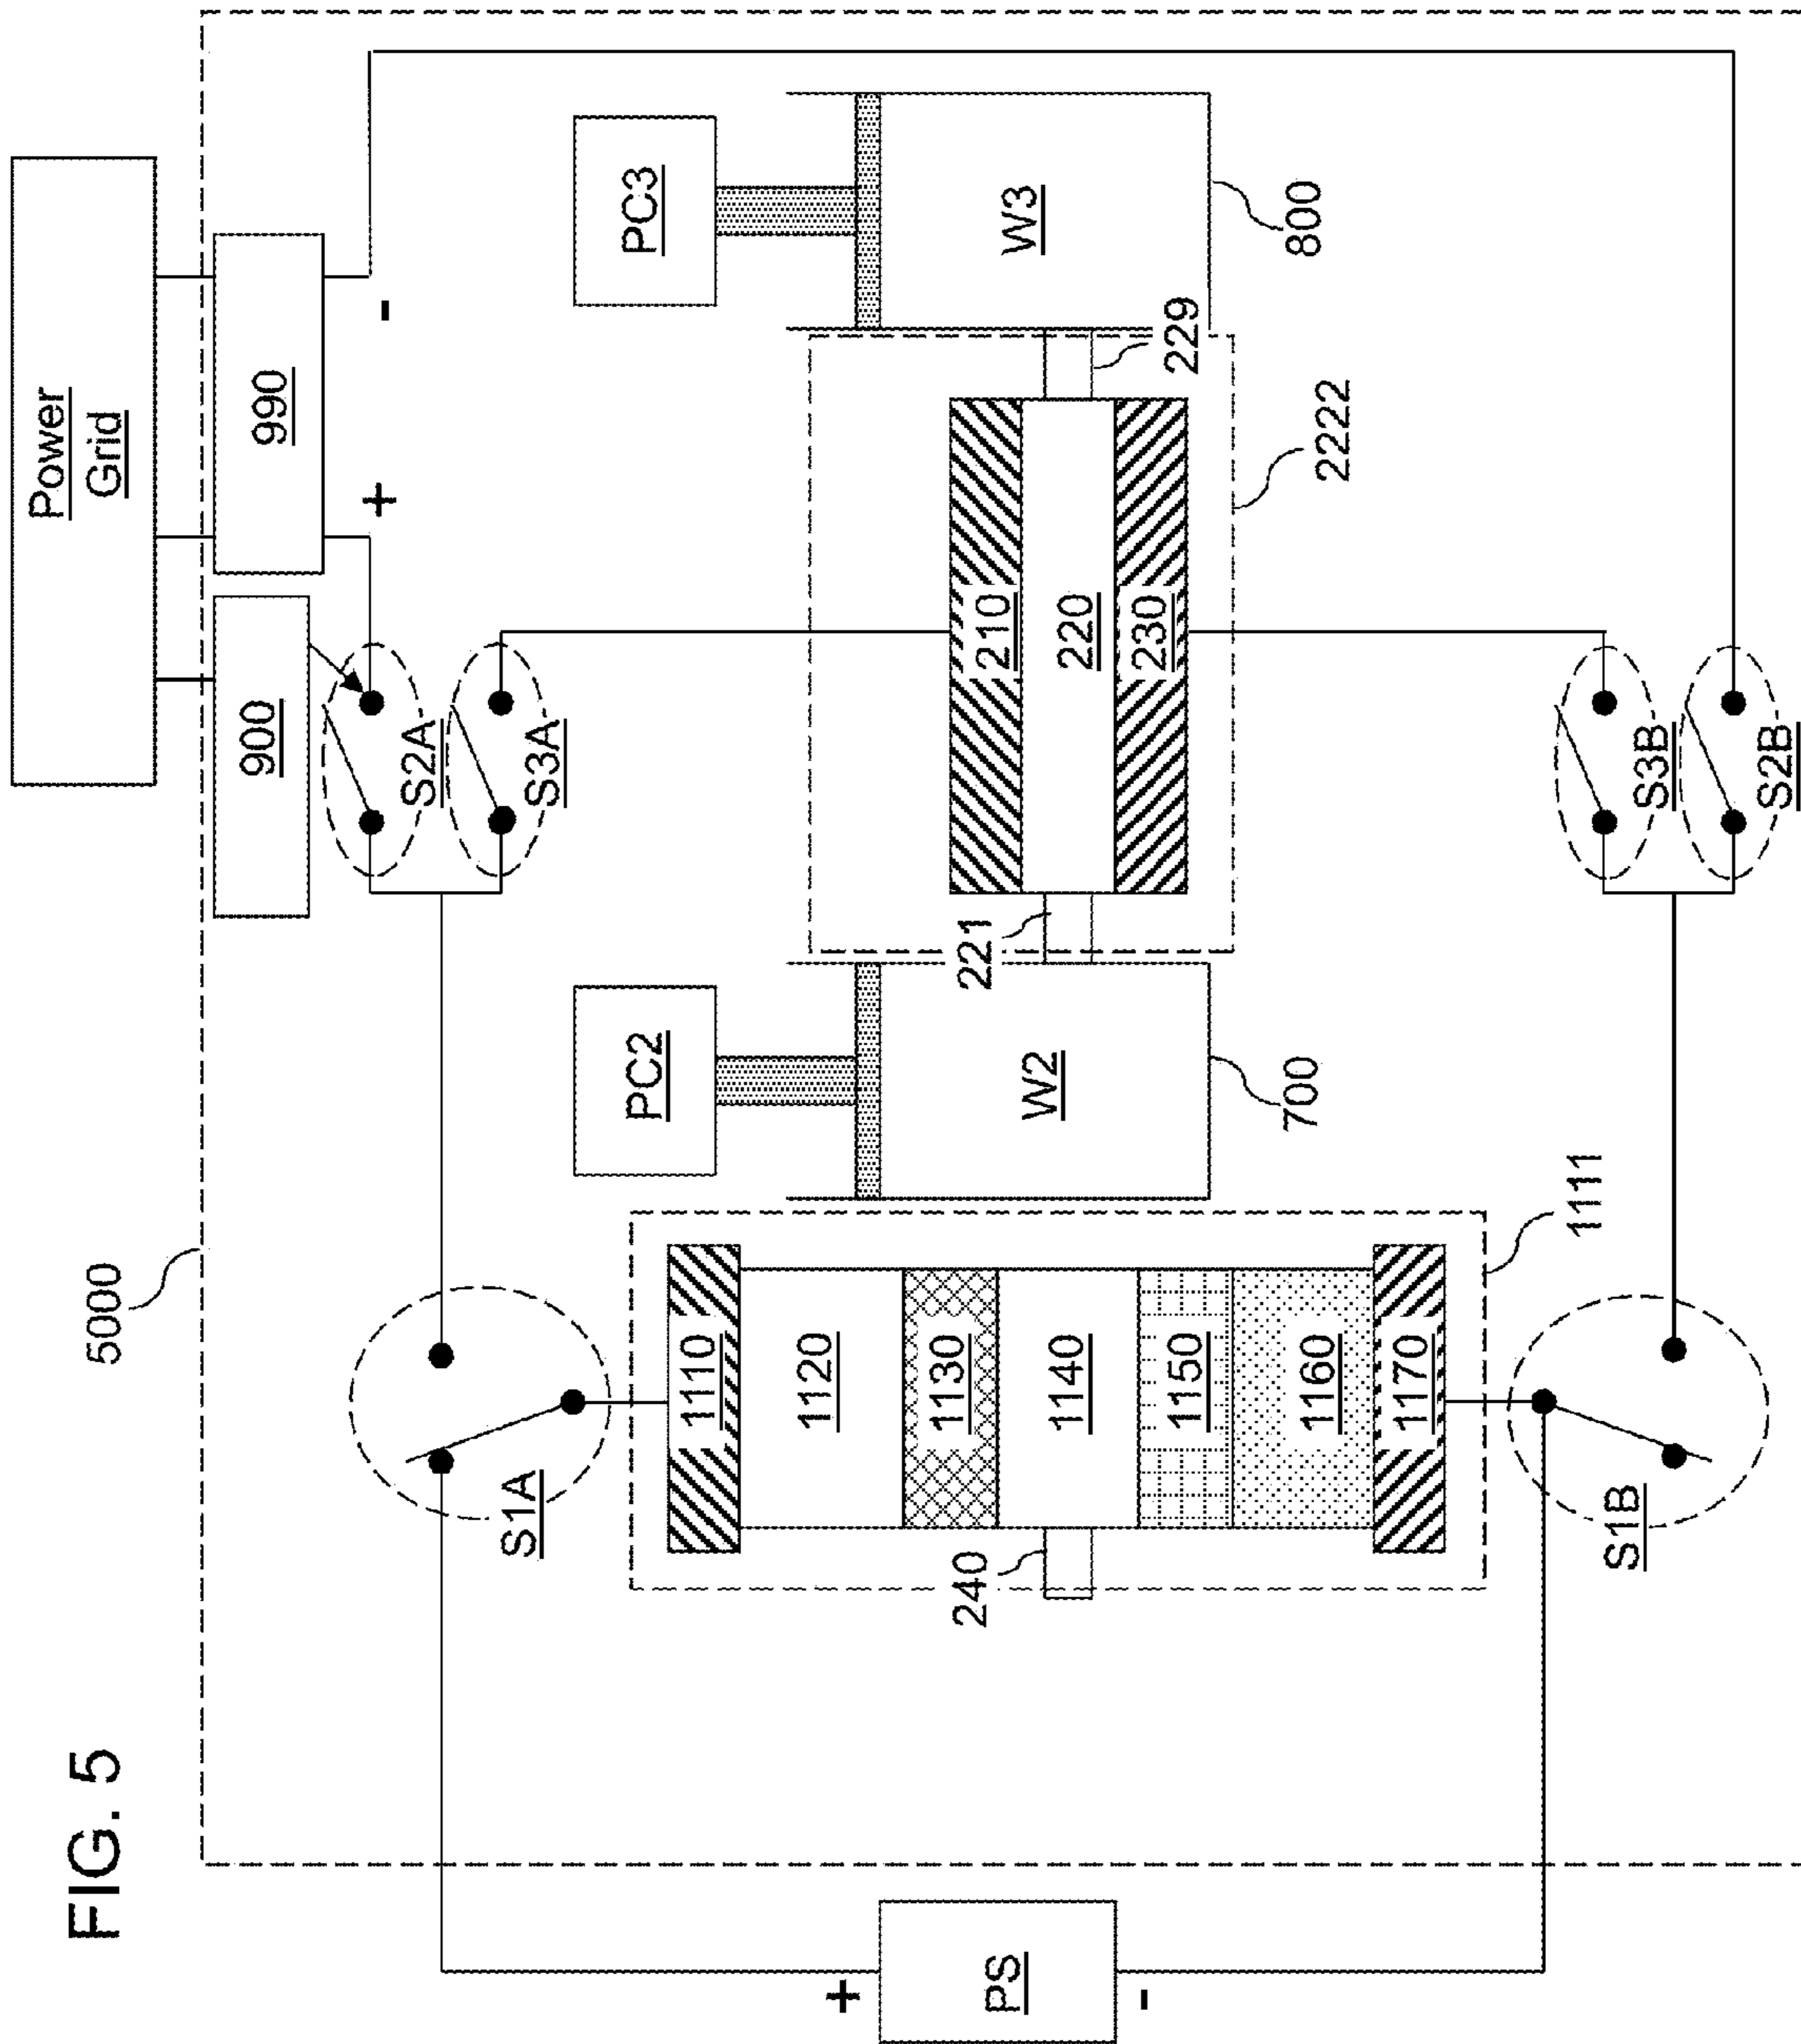 FIG. 5
5000
Power
Grid
900
990
+
-
S2A
S3A
S1A
PC2
PC3
PS
+
-
1110
1120
1130
1140
1150
1160
1170
240
W2
221
210
220
230
229
W3
700
800
2222
1111
S1B
S3B
S2B